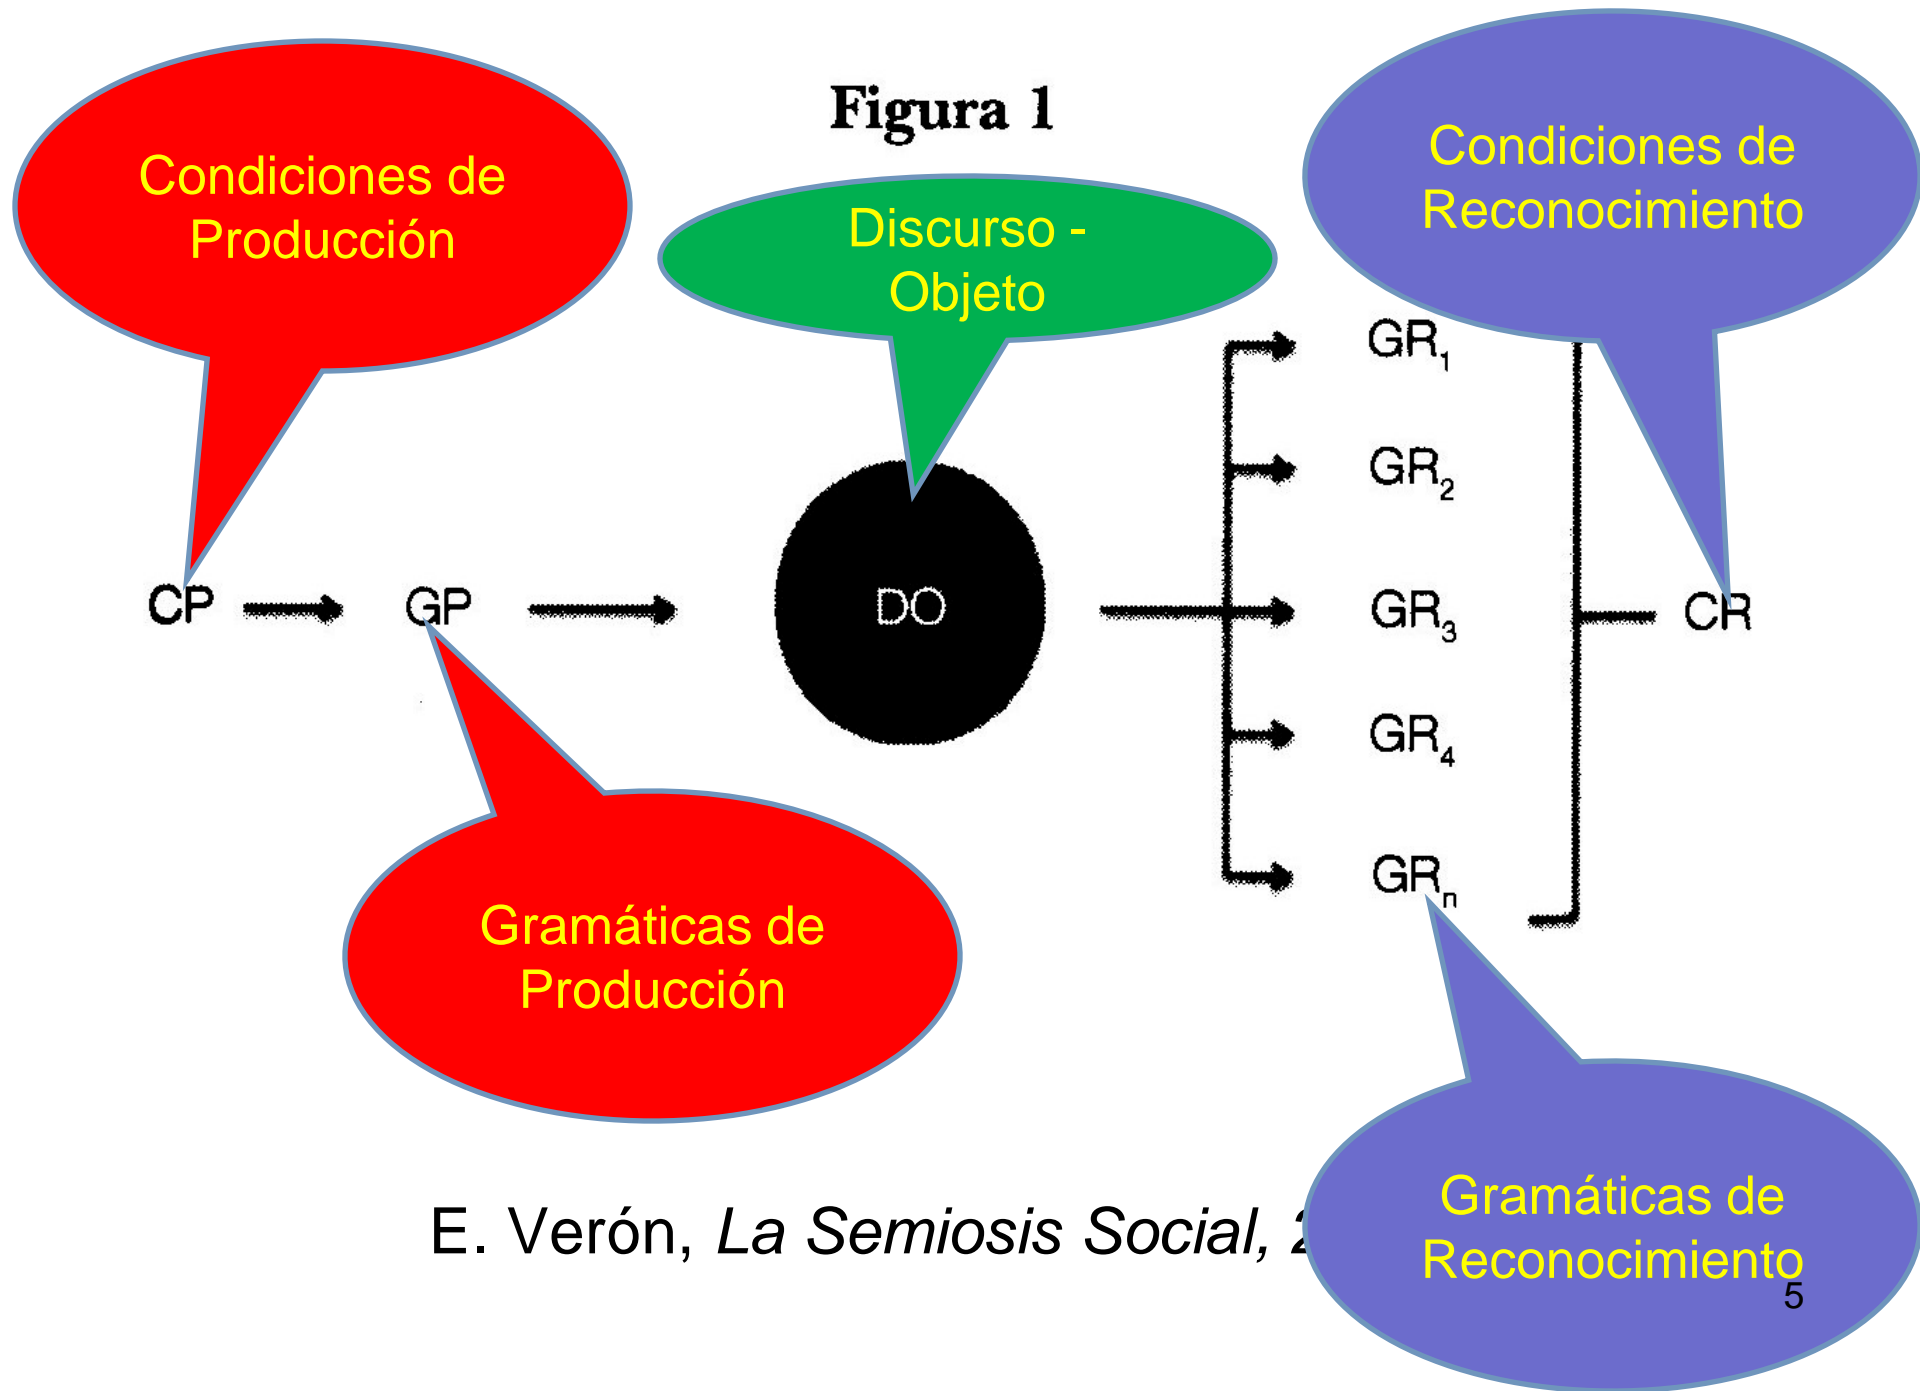 Figura 1
Condiciones de
Producción
Discurso -
Objeto
Condiciones de
Reconocimiento
CP
GP
DO
GR1
GR2
GR3
GR4
GRn
CR
Gramáticas de
Producción
Gramáticas de
Reconocimiento
E. Verón, La Semiosis Social,
5